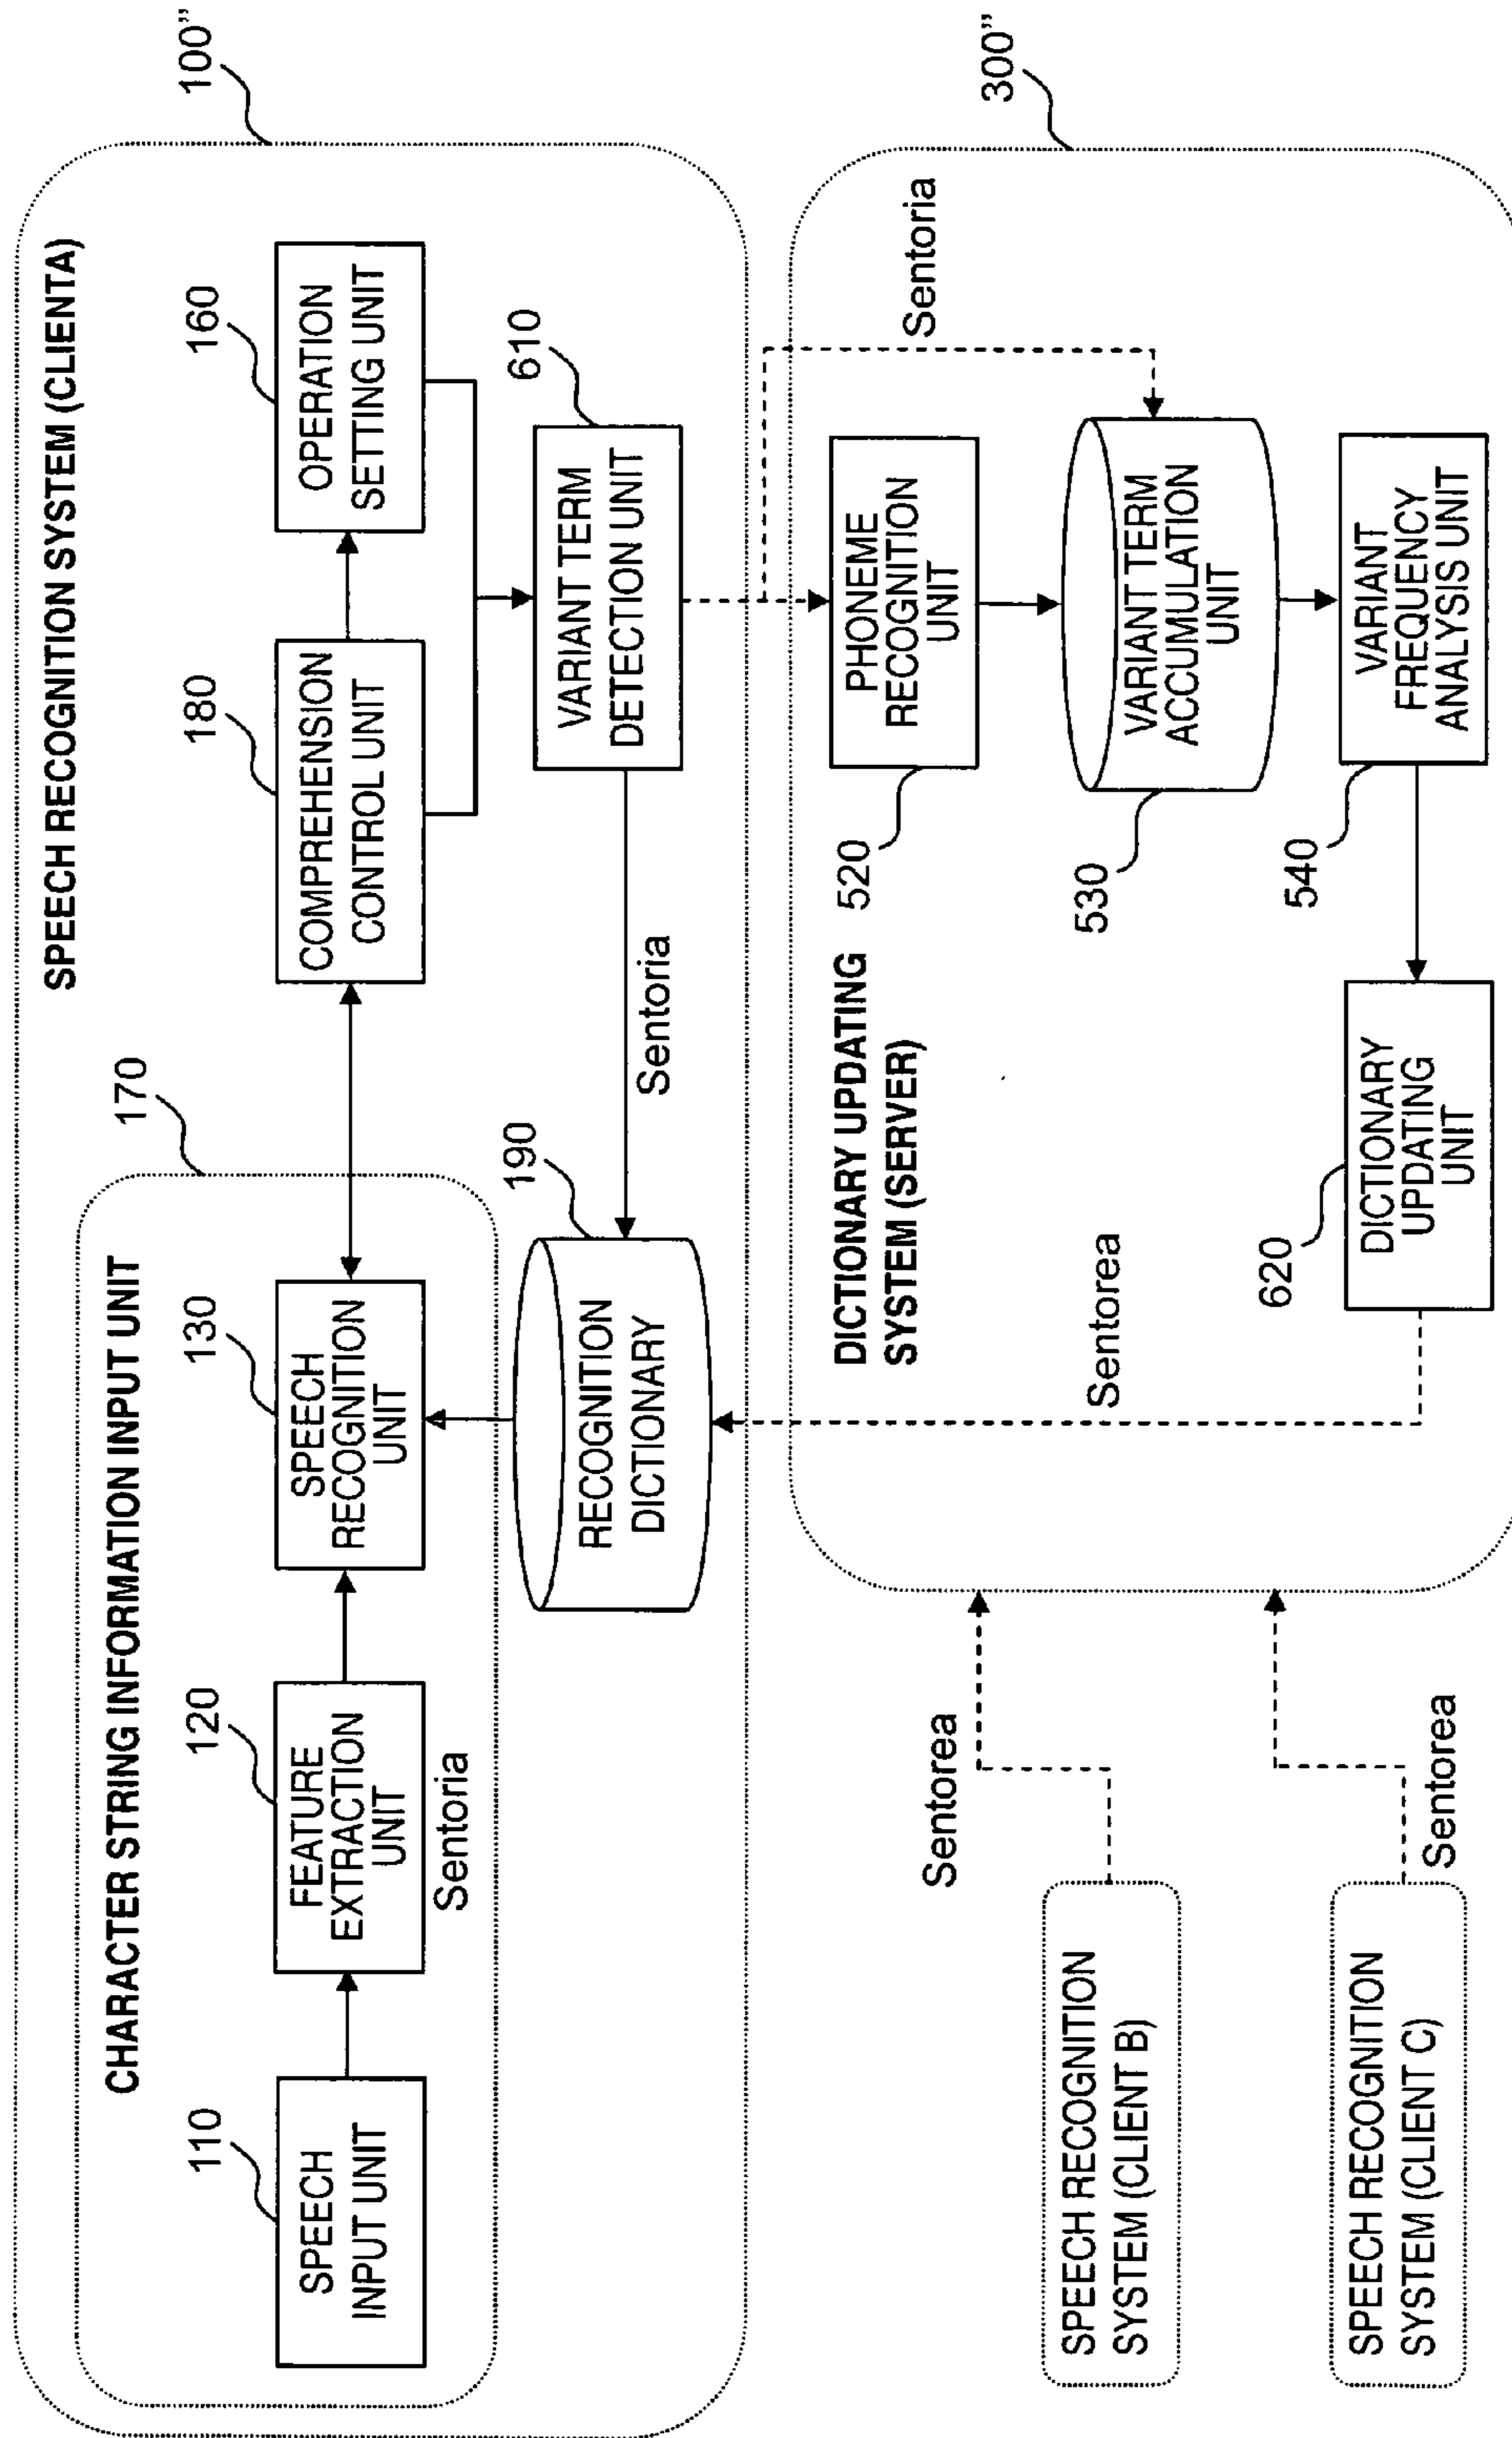 SPEECH RECOGNITION SYSTEM (CLIENTA)
100"
CHARACTER STRING INFORMATION INPUT UNIT
170
110
SPEECH
INPUT UNIT
120
FEATURE
EXTRACTION
UNIT
Sentoria
130
SPEECH
RECOGNITION
UNIT
180
COMPREHENSION
CONTROL UNIT
160
OPERATION
SETTING UNIT
190
RECOGNITION
DICTIONARY
Sentoria
610
VARIANT TERM
DETECTION UNIT
300"
DICTIONARY UPDATING
SYSTEM (SERVER)
Sentoria
520
PHONEME
RECOGNITION
UNIT
530
VARIANT TERM
ACCUMULATION
UNIT
540
VARIANT
FREQUENCY
ANALYSIS UNIT
620
DICTIONARY
UPDATING
UNIT
Sentorea
Sentorea
SPEECH RECOGNITION
SYSTEM (CLIENT B)
Sentorea
SPEECH RECOGNITION
SYSTEM (CLIENT C)